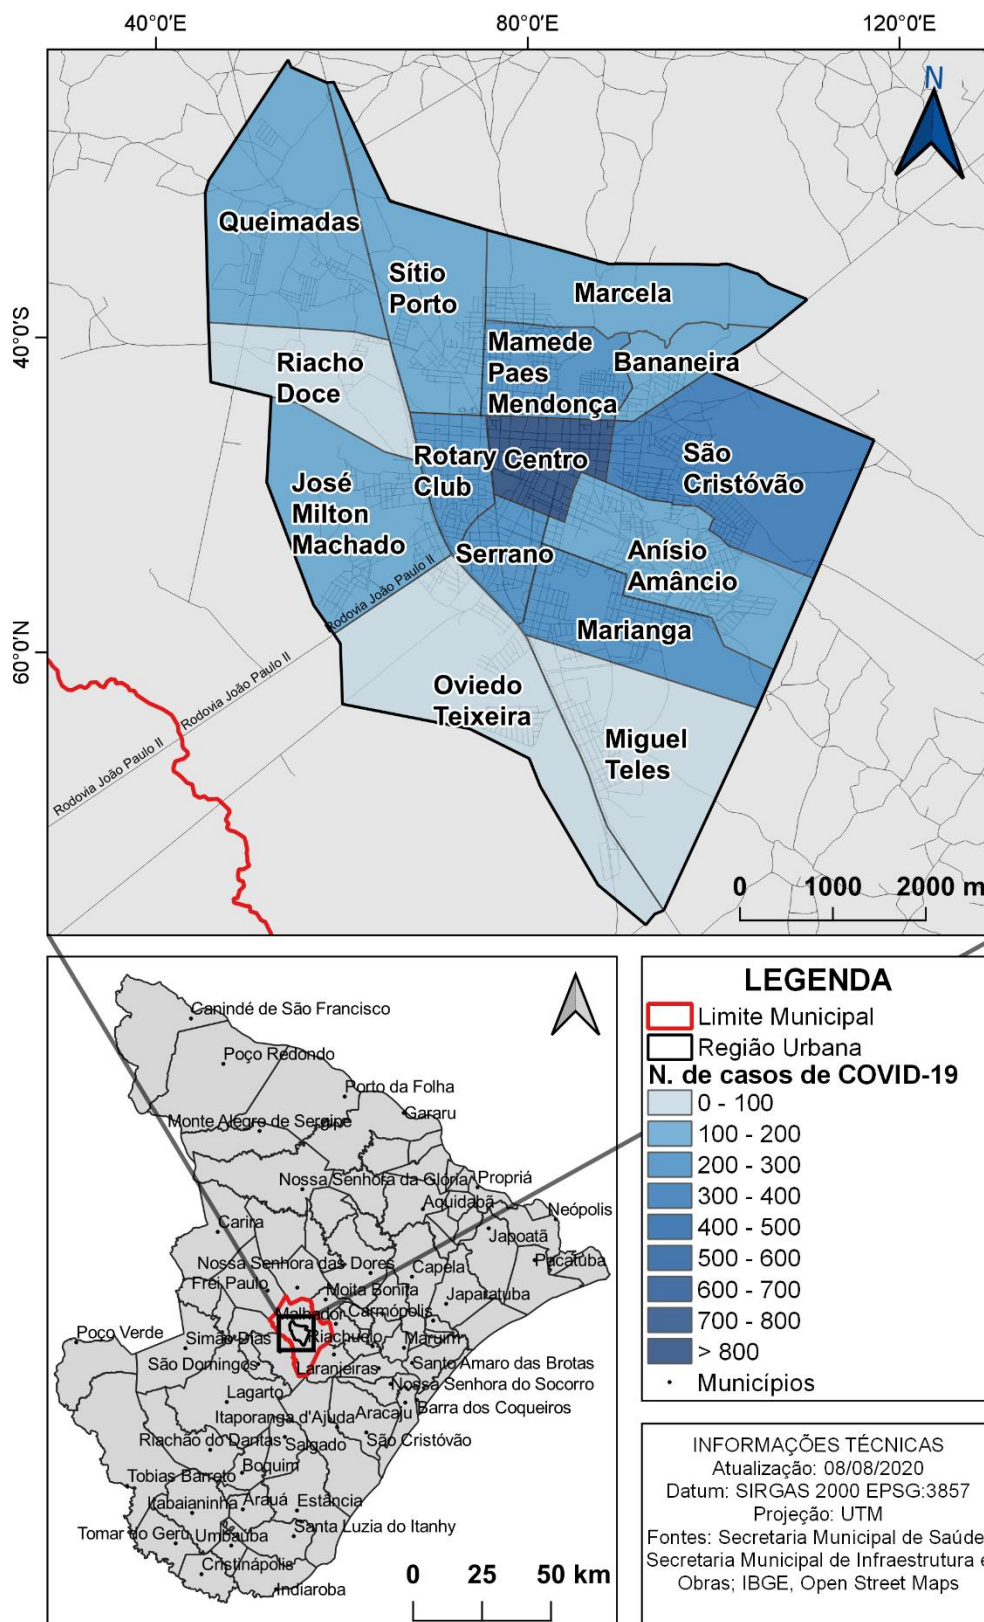 40°0'E
80°0'E
120°0'E
N
40°0'S
60°0'N
Queimadas
Sítio
Porto
Marcela
Riacho
Doce
Mamede
Paes
Mendonça
Bananeira
Rotary
Club
Centro
São
Cristóvão
José
Milton
Machado
Serrano
Anísio
Amâncio
Rodovia João Paulo II
Marianga
Rodovia João Paulo II
Rodovia João Paulo II
Oviedo
Teixeira
Miguel
Teles
0 1000 2000 m
Canindé de São Francisco
Poço Redondo
Porto da Folha
Gararu
Monte Alegre de Sergipe
Nossa Senhora da Glória
Propriá
Aquidabã
Neópolis
Carira
Japoatã
Nossa Senhora das Dores
Capela
Pacatuba
Frei Paulo
Moita Bonita
Japaratuba
Malhador
Carmópolis
Poço Verde
Simão Dias
Riachuelo
Maruim
São Domingos
Laranjeiras
Santo Amaro das Brotas
Nossa Senhora do Socorro
Lagarto
Itaporanga d'Ajuda
Aracaju
Barra dos Coqueiros
Riachão do Dantas
Salgado
São Cristóvão
Boquim
Tobias Barreto
Itabaianinha
Arauá
Estância
Tomar do Geru
Umbaúba
Santa Luzia do Itanhy
Cristinápolis
Indiaroba
0 25 50 km
LEGENDA
Limite Municipal
Região Urbana
N. de casos de COVID-19
0 - 100
100 - 200
200 - 300
300 - 400
400 - 500
500 - 600
600 - 700
700 - 800
> 800
Municípios
INFORMAÇÕES TÉCNICAS
Atualização: 08/08/2020
Datum: SIRGAS 2000 EPSG:3857
Projeção: UTM
Fontes: Secretaria Municipal de Saúde
Secretaria Municipal de Infraestrutura e
Obras; IBGE, Open Street Maps